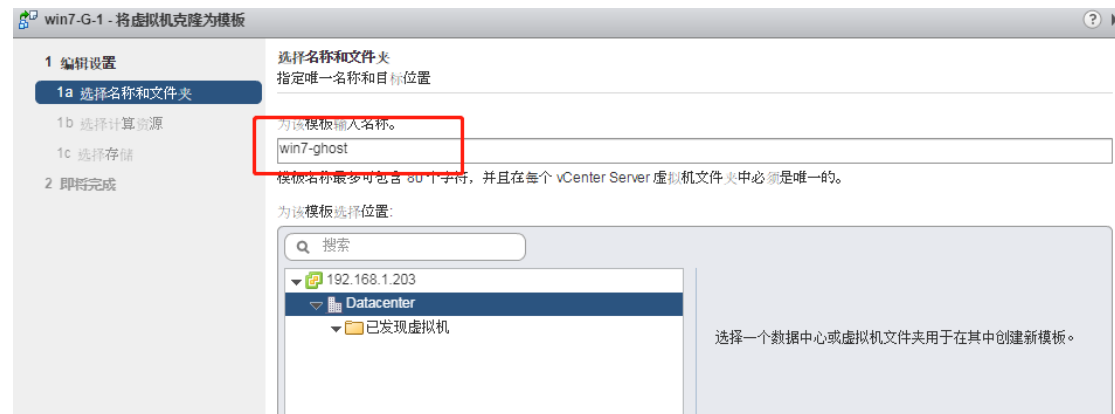 win7-G-1 - 将虚拟机克隆为模板
1 编辑设置
1a 选择名称和文件夹
1b 选择计算资源
1c 选择存储
2 即将完成
选择名称和文件夹
指定唯一名称和目标位置
为该模板输入名称。
win7-ghost
模板名称最多可包含 80 个字符，并且在每个 vCenter Server 虚拟机文件夹中必须是唯一的。
为该模板选择位置:
搜索
192.168.1.203
Datacenter
已发现虚拟机
选择一个数据中心或虚拟机文件夹用于在其中创建新模板。